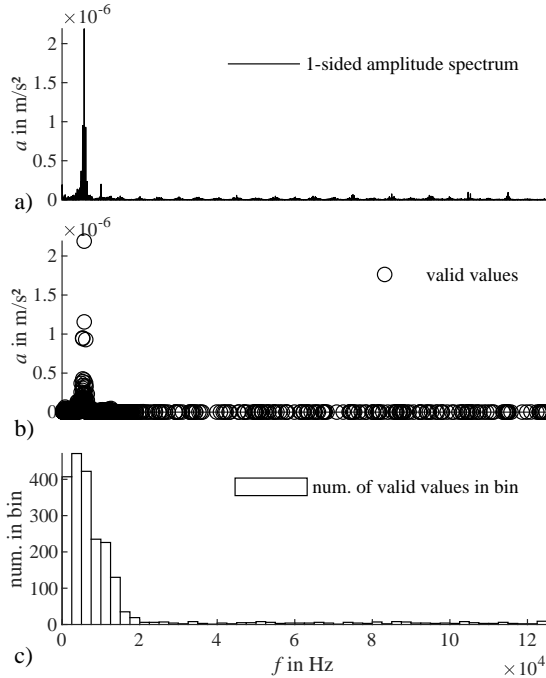 × 10⁻⁶
2
1.5
1
0.5
0
a in m/s²
1-sided amplitude spectrum
a)
× 10⁻⁶
2
1.5
1
0.5
0
a in m/s²
valid values
b)
400
300
200
100
0
num. in bin
num. of valid values in bin
0 2 4 6 8 10 12
f in Hz
× 10⁴
c)